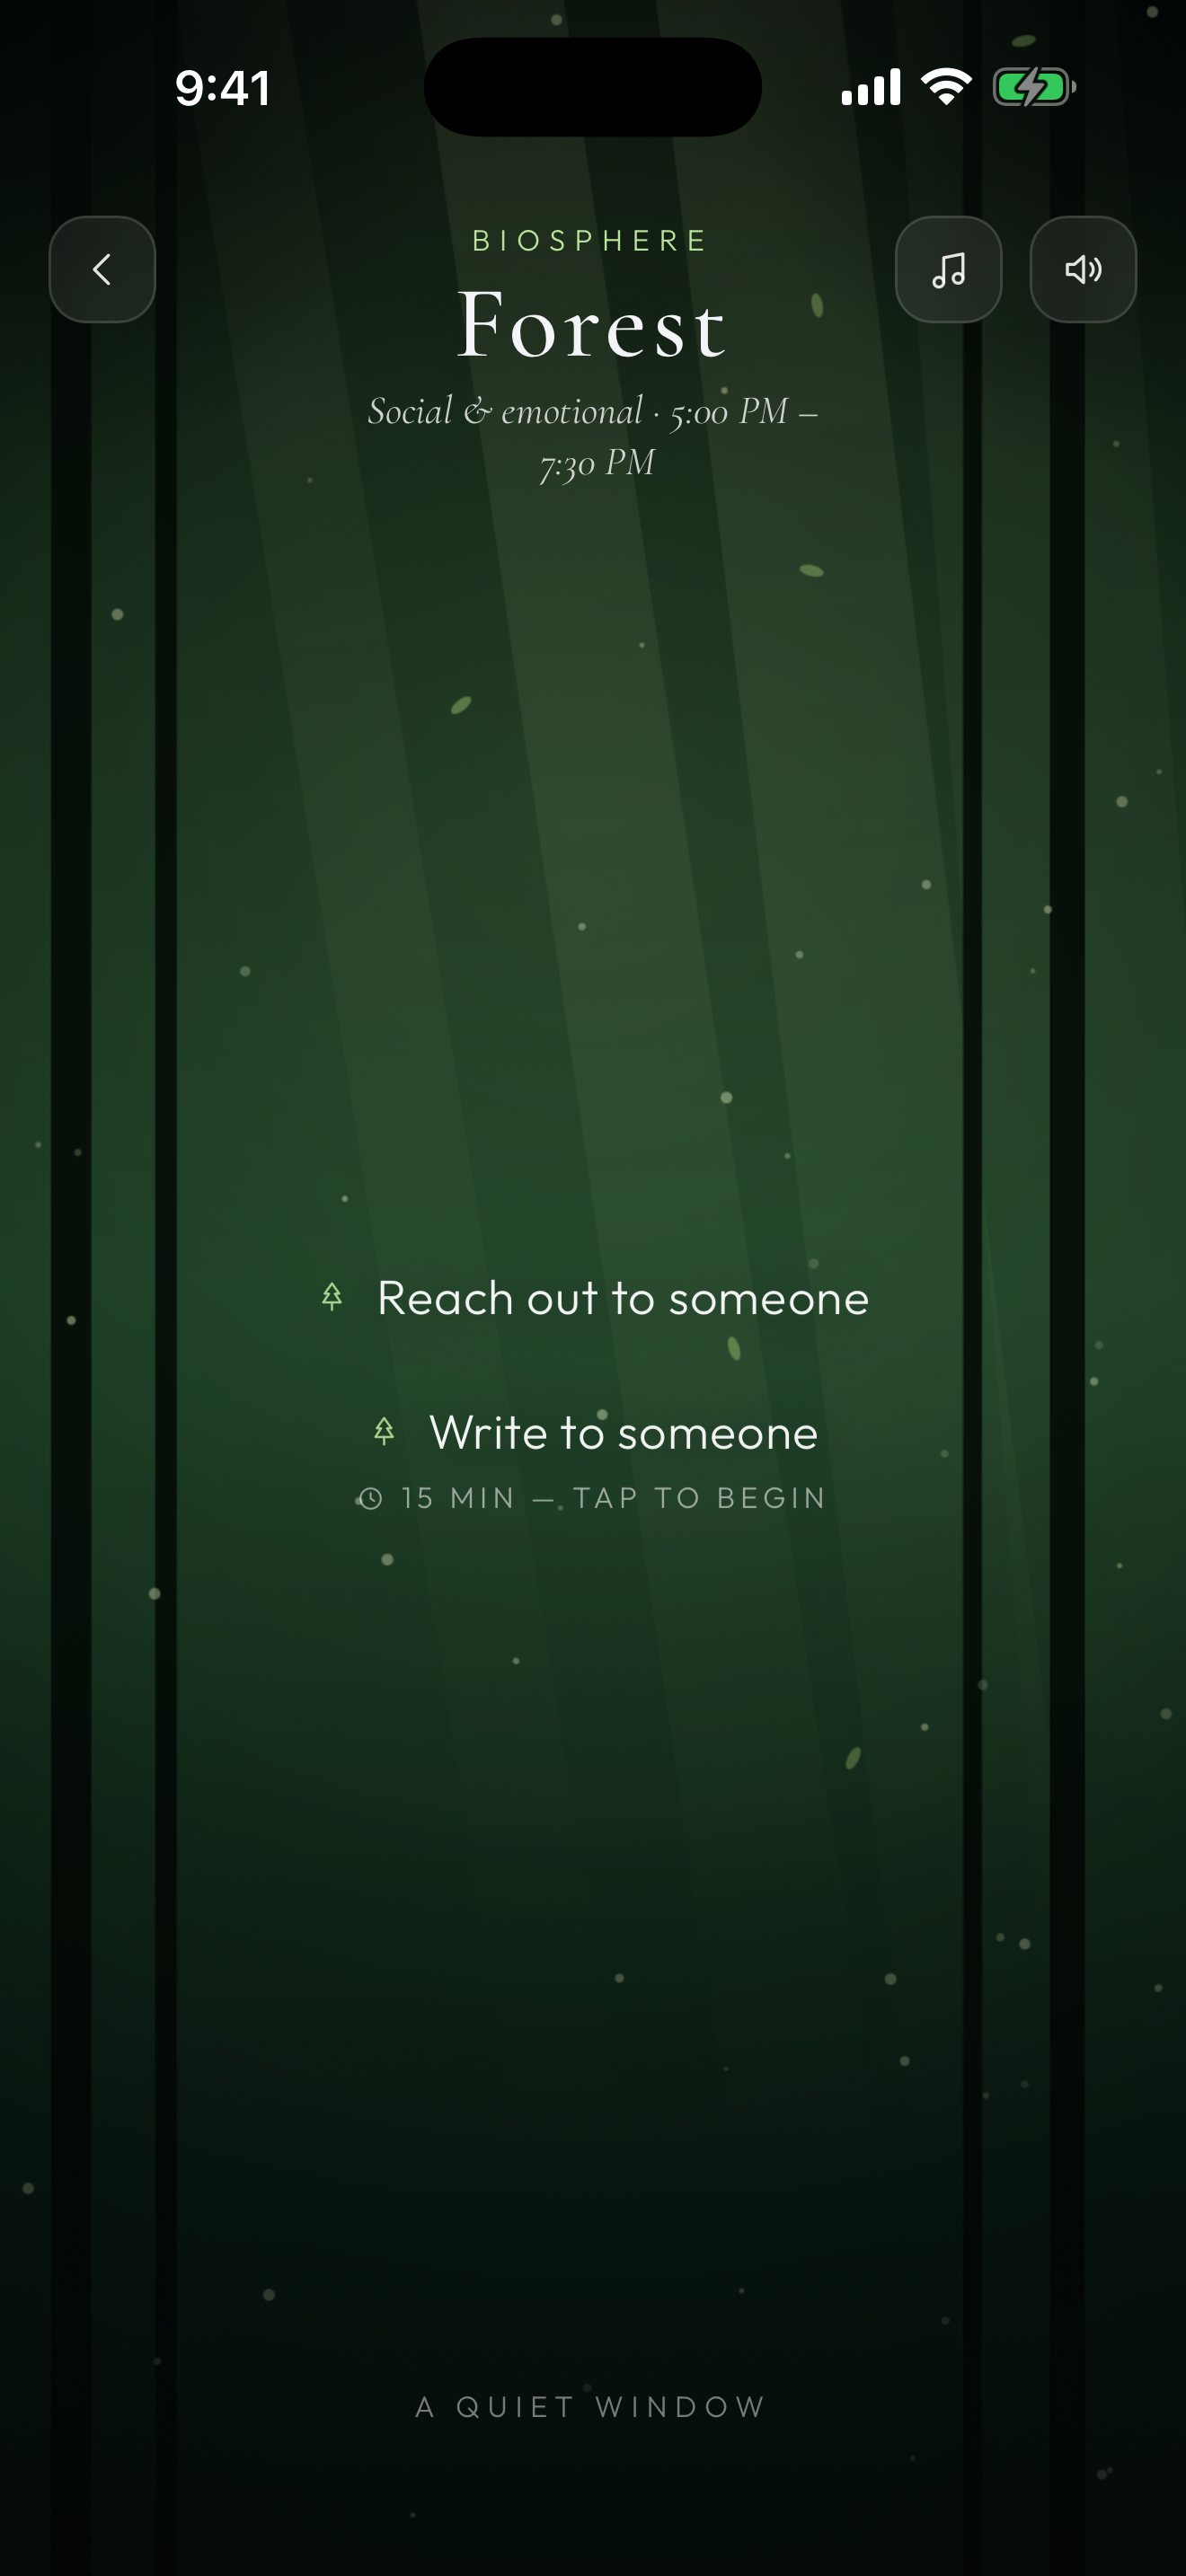 9:41
BIOSPHERE
Forest
Social & emotional · 5:00 PM –
7:30 PM
Reach out to someone
Write to someone
15 MIN — TAP TO BEGIN
A QUIET WINDOW